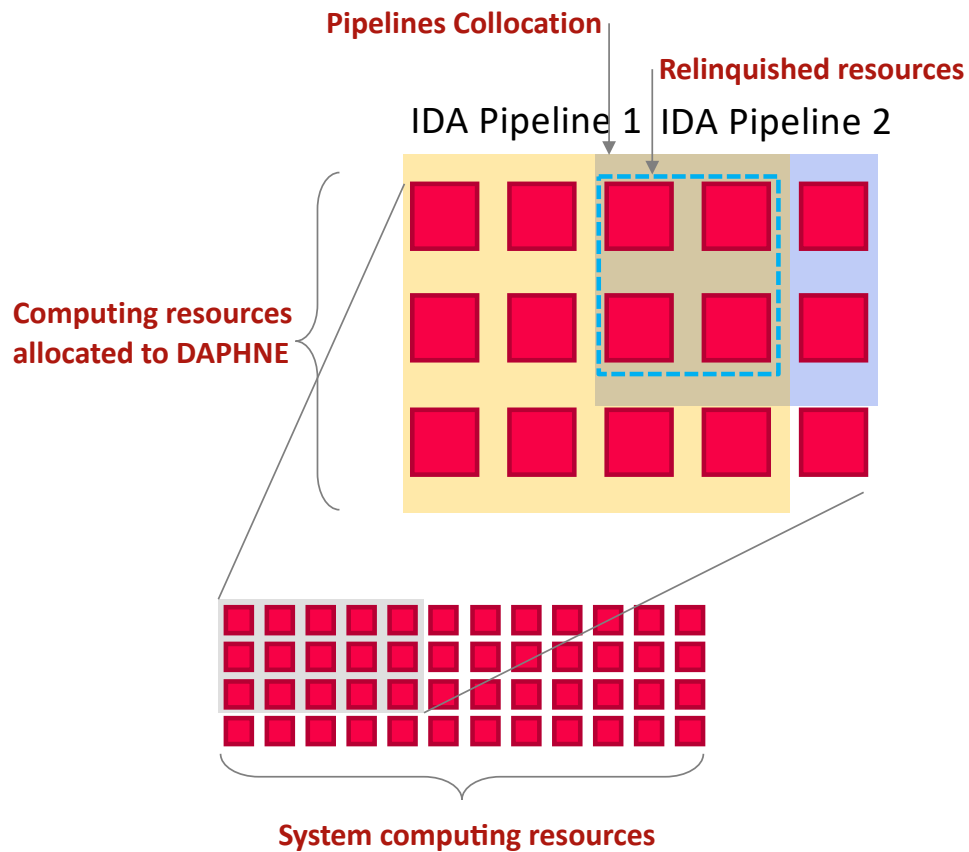 Pipelines Collocation
Relinquished resources
IDA Pipeline 1
IDA Pipeline 2
Computing resources
allocated to DAPHNE
System computing resources